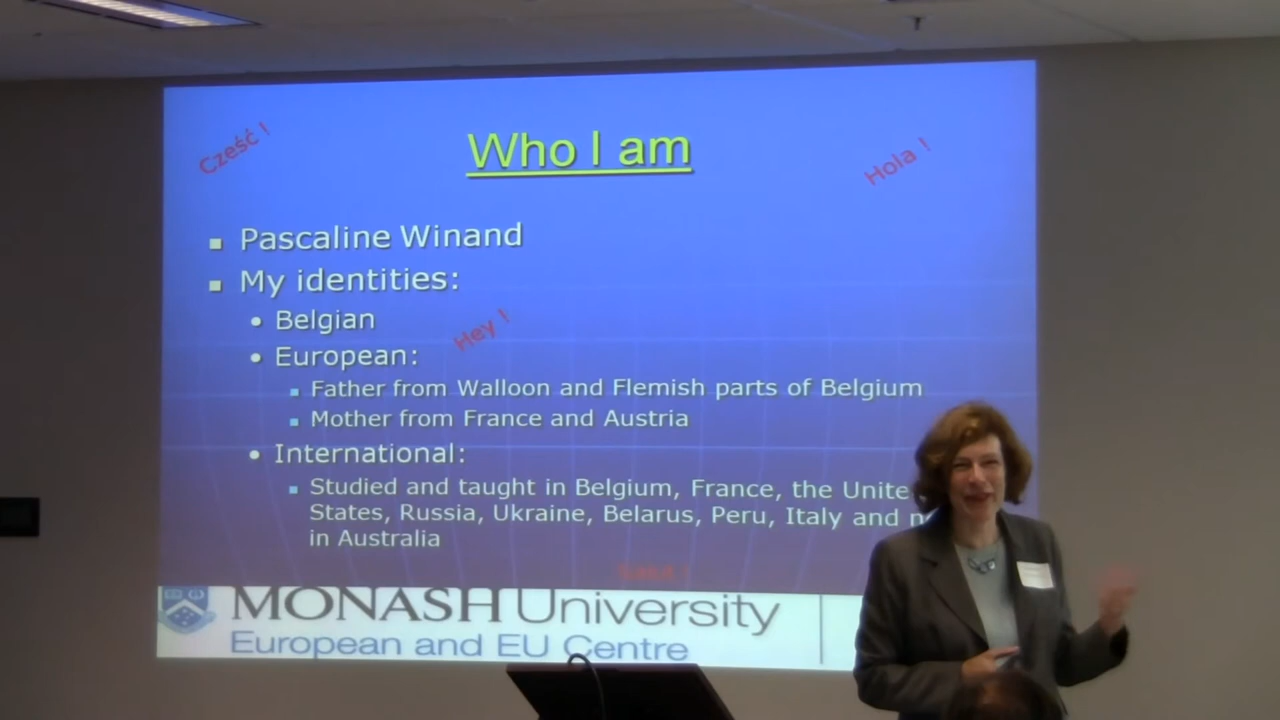 Cześć !
Who I am
Hola !
Pascaline Winand
My identities:
Belgian
Hey !
European:
Father from Walloon and Flemish parts of Belgium
Mother from France and Austria
International:
Studied and taught in Belgium, France, the Unite
States, Russia, Ukraine, Belarus, Peru, Italy and
in Australia
MONASH University
European and EU Centre